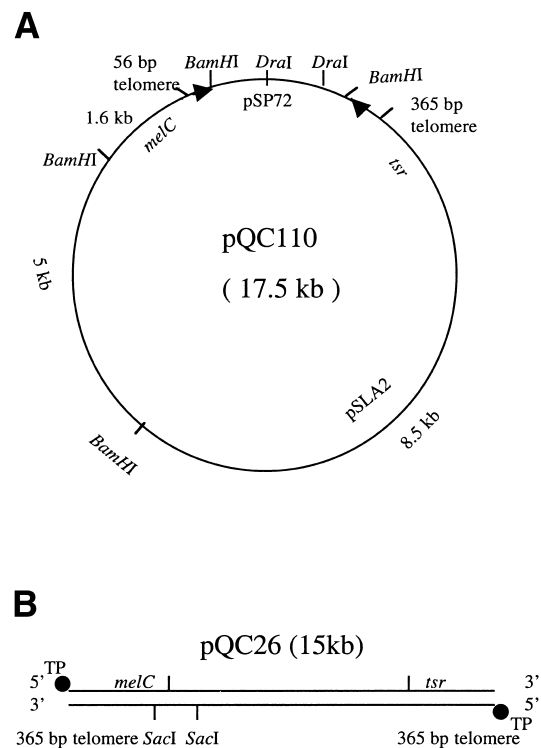 A
56 bp BamHI DraI DraI BamHI
telomere
pSP72
365 bp
telomere
1.6 kb
melC
tsr
BamHI
pQC110
( 17.5 kb )
5 kb
pSLA2
8.5 kb
BamHI
B
pQC26 (15kb)
TP
5’ melC tsr 3’
3’ 5’
TP
365 bp telomere SacI SacI 365 bp telomere